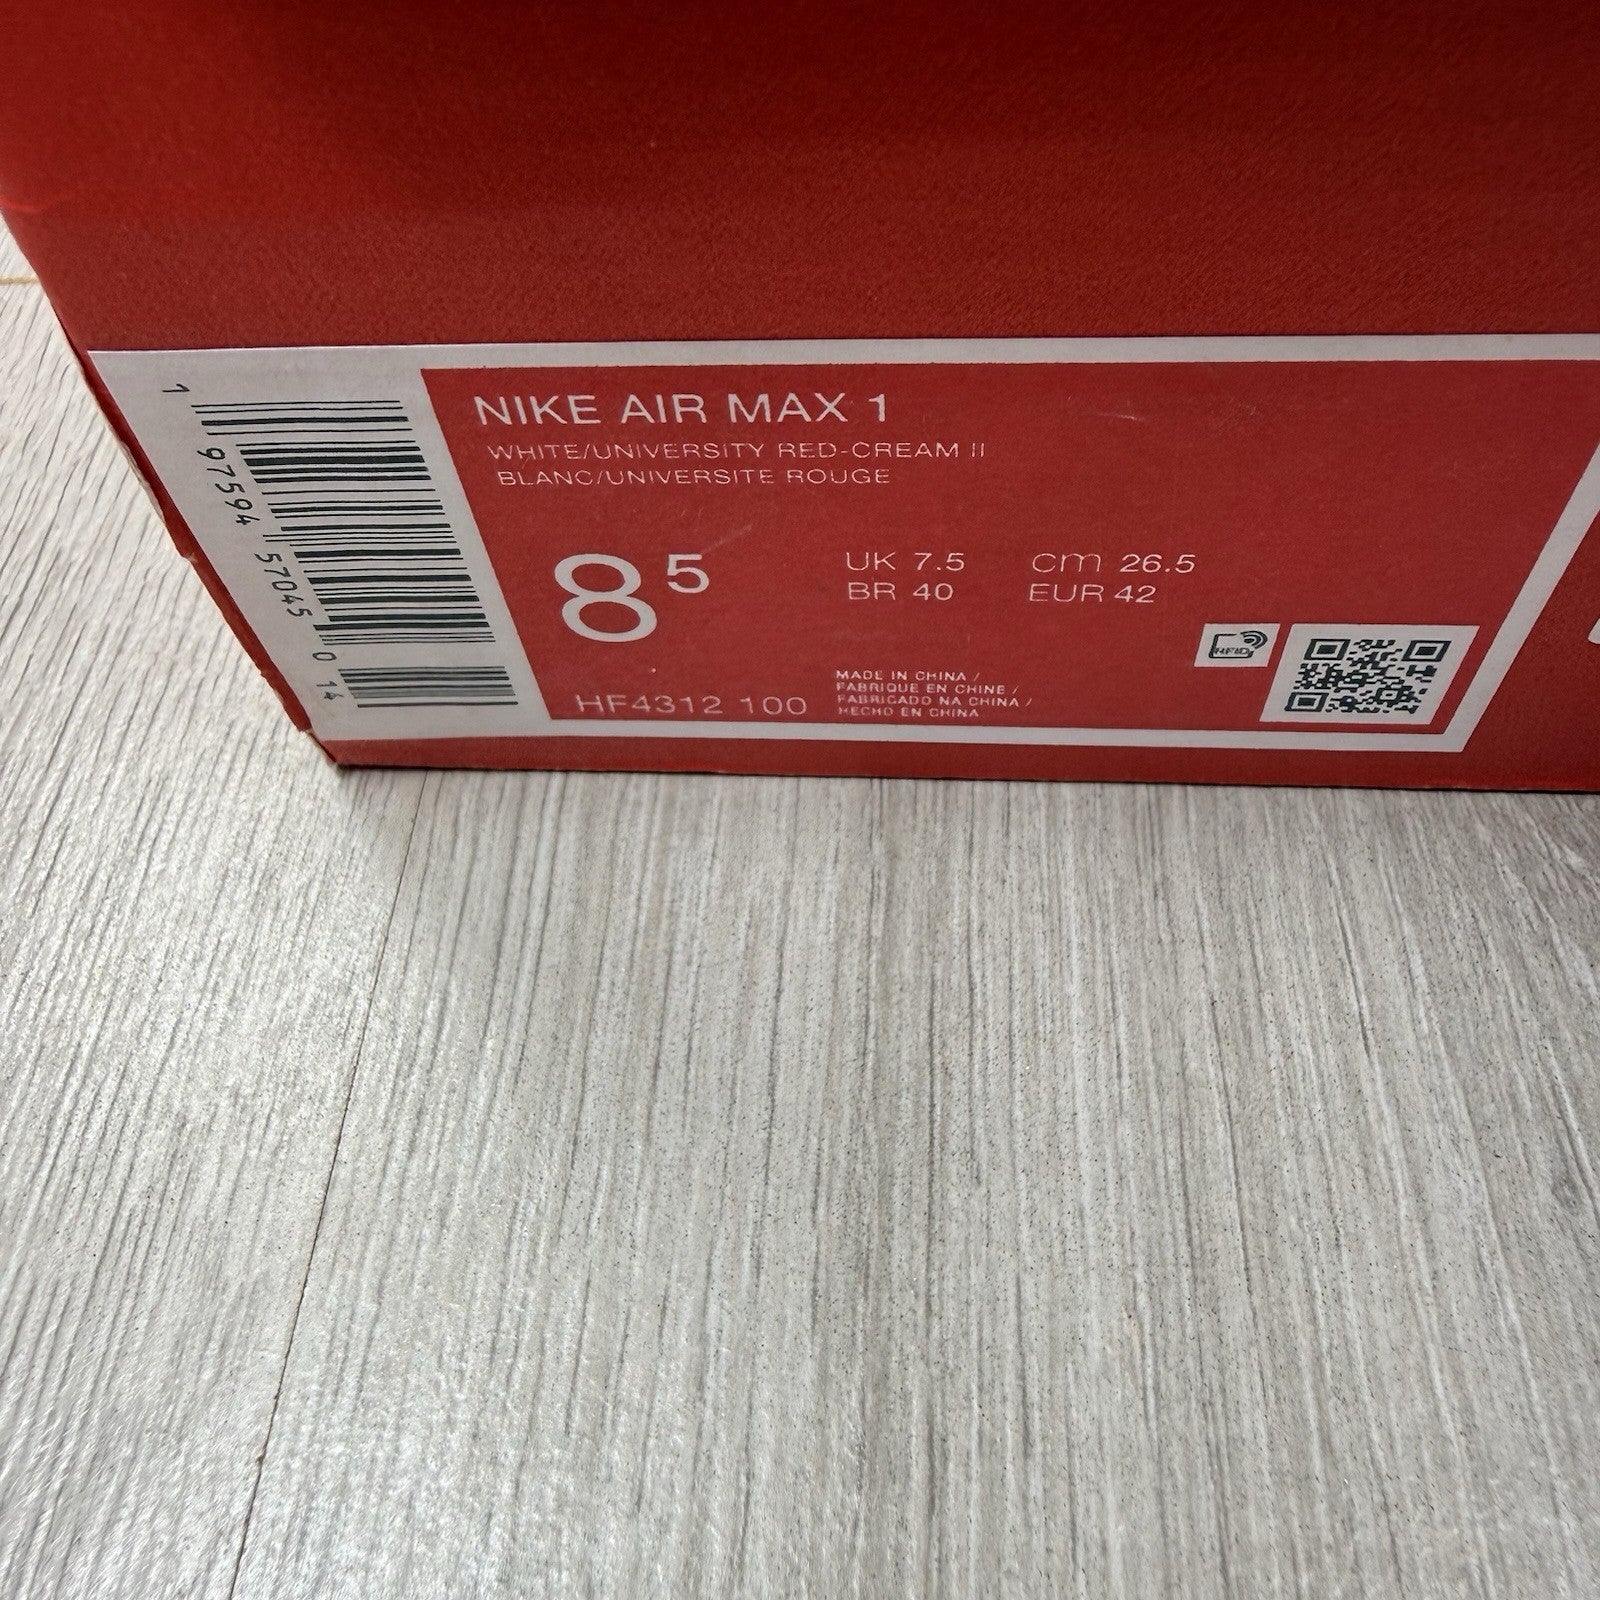 NIKE AIR MAX 1
WHITE/UNIVERSITY RED-CREAM II
BLANC/UNIVERSITE ROUGE
8 5
UK 7.5 cm 26.5
BR 40 EUR 42
HF4312 100
MADE IN CHINA /
FABRIQUE EN CHINE /
FABRICADO NA CHINA /
HECHO EN CHINA
RFID
1 97594 57045 0 14